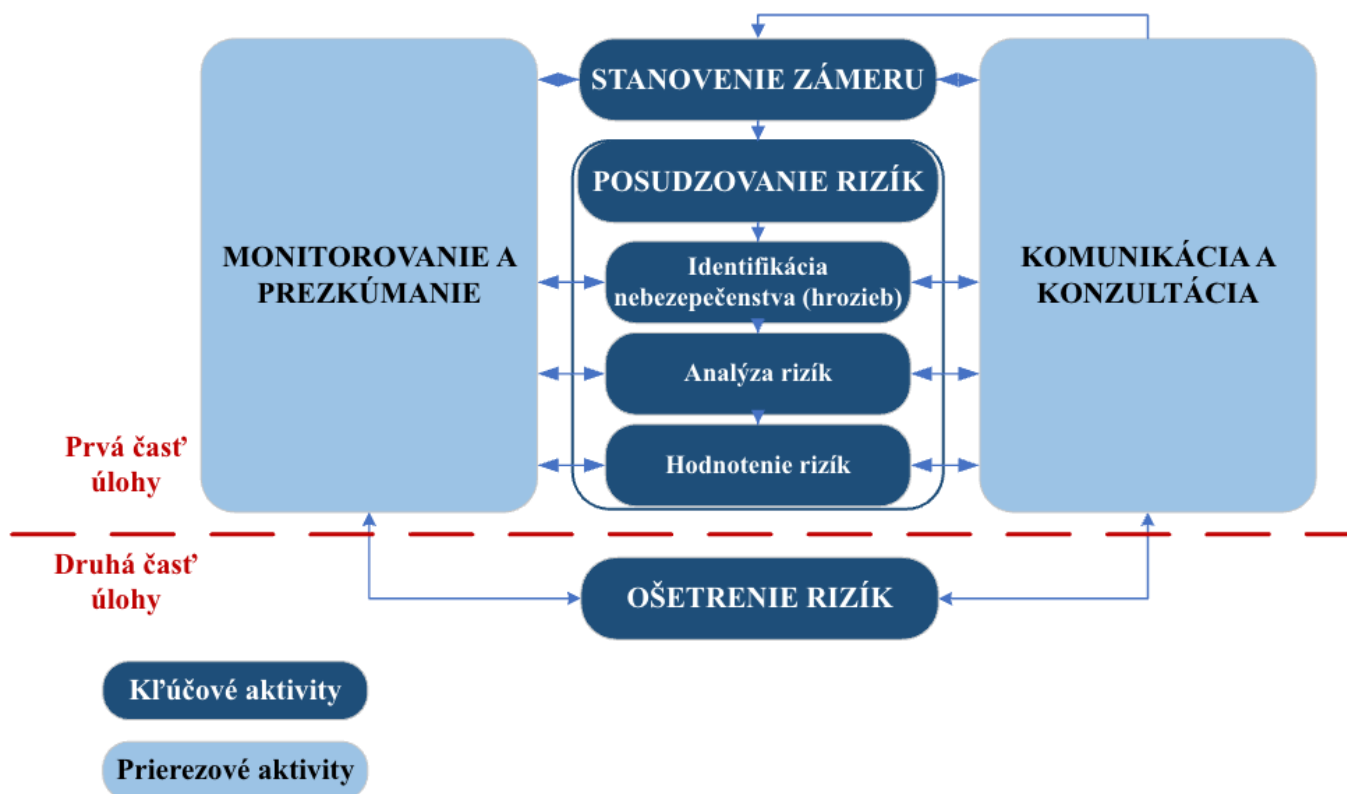 STANOVENIE ZÁMERU
POSUDZOVANIE RIZÍK
MONITOROVANIE A
PREZKÚMANIE
Identifikácia
nebezepečenstva (hrozieb)
KOMUNIKÁCIA A
KONZULTÁCIA
Analýza rizík
Hodnotenie rizík
Prvá časť
úlohy
Druhá časť
úlohy
OŠETRENIE RIZÍK
Kľúčové aktivity
Prierezové aktivity